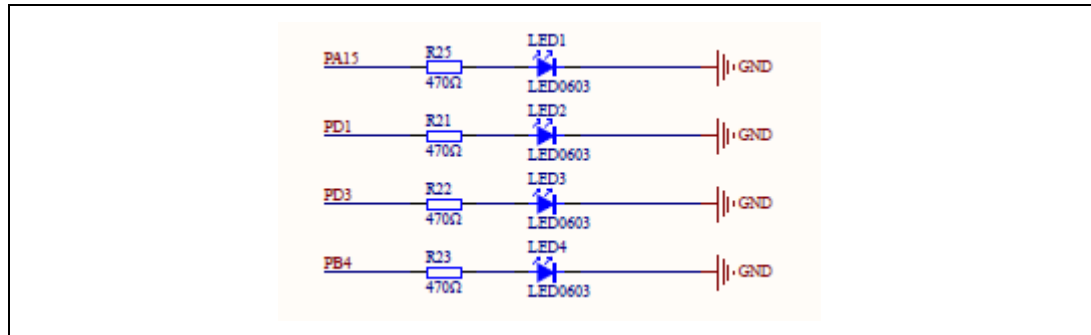 LED1
PA15 R25 GND
470Ω LED0603
LED2
PD1 R21 GND
470Ω LED0603
LED3
PD3 R22 GND
470Ω LED0603
LED4
PB4 R23 GND
470Ω LED0603